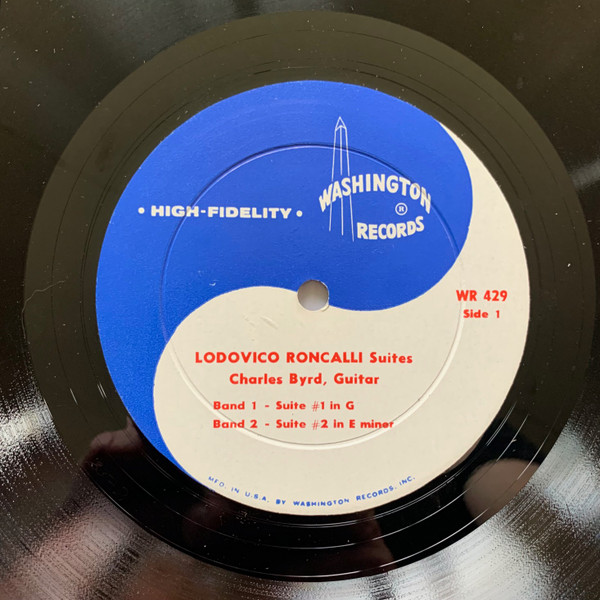 WASHINGTON
®
RECORDS
• HIGH-FIDELITY •
WR 429
Side 1
LODOVICO RONCALLI Suites
Charles Byrd, Guitar
Band 1 - Suite #1 in G
Band 2 - Suite #2 in E minor
MFD. IN U.S.A. BY WASHINGTON RECORDS, INC.